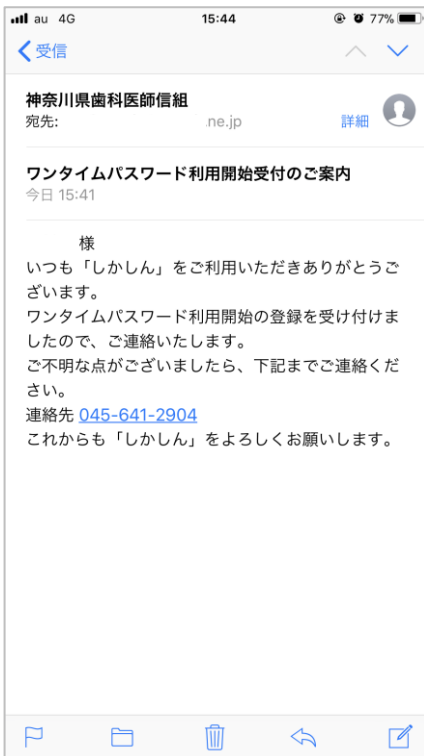 au 4G 15:44 77%
受信
神奈川県歯科医師信組
宛先: .ne.jp 詳細
ワンタイムパスワード利用開始受付のご案内
今日 15:41
様
いつも「しかしん」をご利用いただきありがとうご
ざいます。
ワンタイムパスワード利用開始の登録を受け付けま
したので、ご連絡いたします。
ご不明な点がございましたら、下記までご連絡くだ
さい。
連絡先 045-641-2904
これからも「しかしん」をよろしくお願いします。